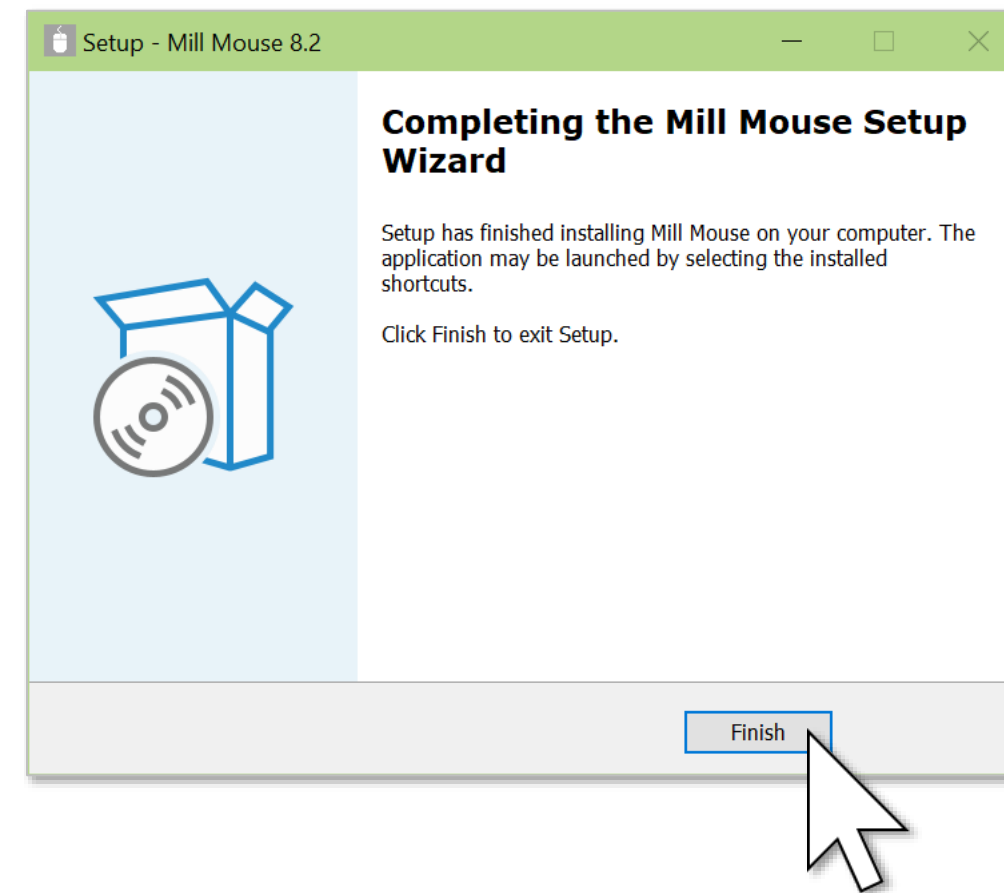 Setup - Mill Mouse 8.2
Completing the Mill Mouse Setup
Wizard
Setup has finished installing Mill Mouse on your computer. The
application may be launched by selecting the installed
shortcuts.
Click Finish to exit Setup.
Finish